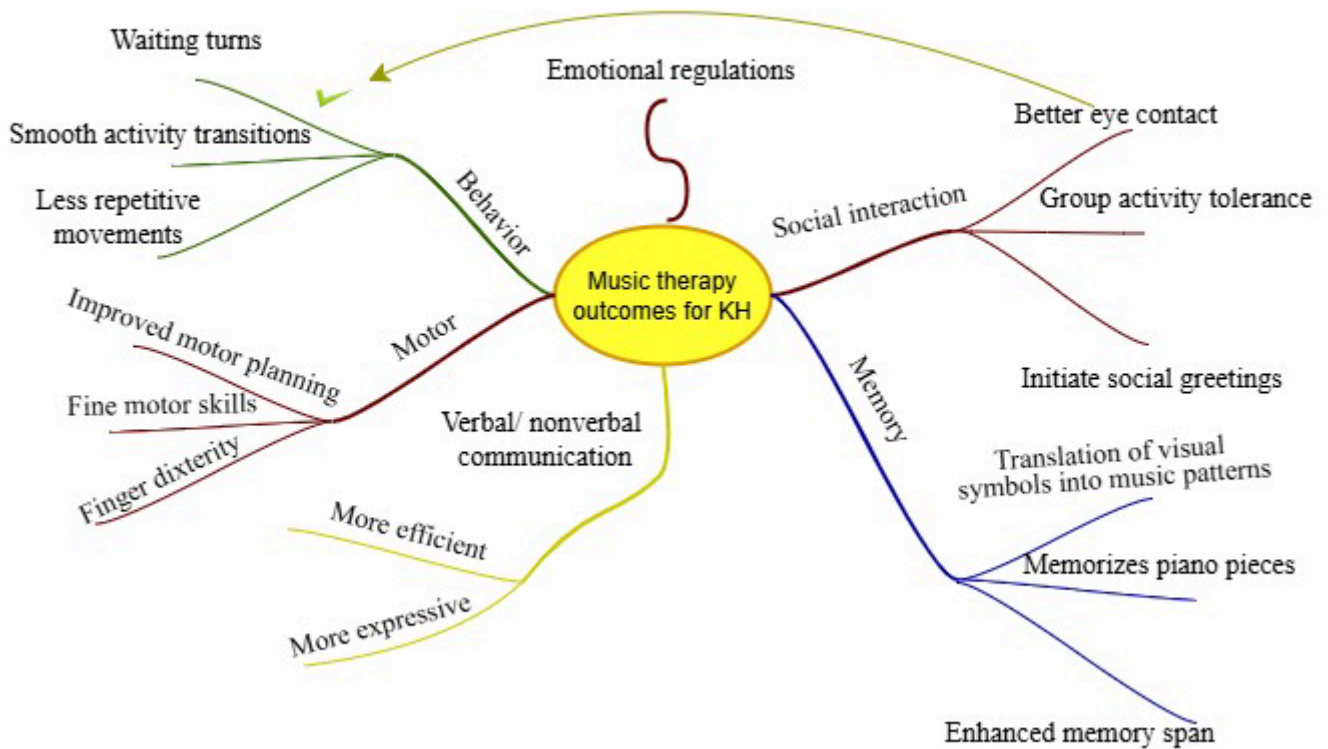 Waiting turns
Emotional regulations
Better eye contact
Smooth activity transitions
Behavior
Social interaction
Group activity tolerance
Less repetitive
movements
Music therapy
outcomes for KH
Improved motor planning
Motor
Initiate social greetings
Fine motor skills
Verbal/ nonverbal
communication
Memory
Finger dixterity
Translation of visual
symbols into music patterns
More efficient
Memorizes piano pieces
More expressive
Enhanced memory span